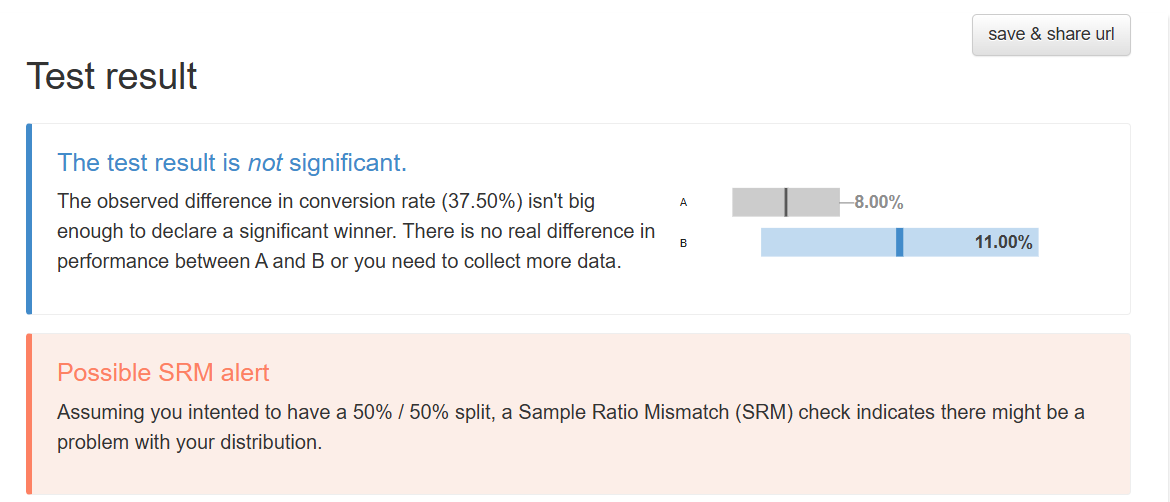 save & share url
Test result
The test result is not significant.
The observed difference in conversion rate (37.50%) isn't big
enough to declare a significant winner. There is no real difference in
performance between A and B or you need to collect more data.
A
8.00%
B
11.00%
Possible SRM alert
Assuming you intented to have a 50% / 50% split, a Sample Ratio Mismatch (SRM) check indicates there might be a
problem with your distribution.